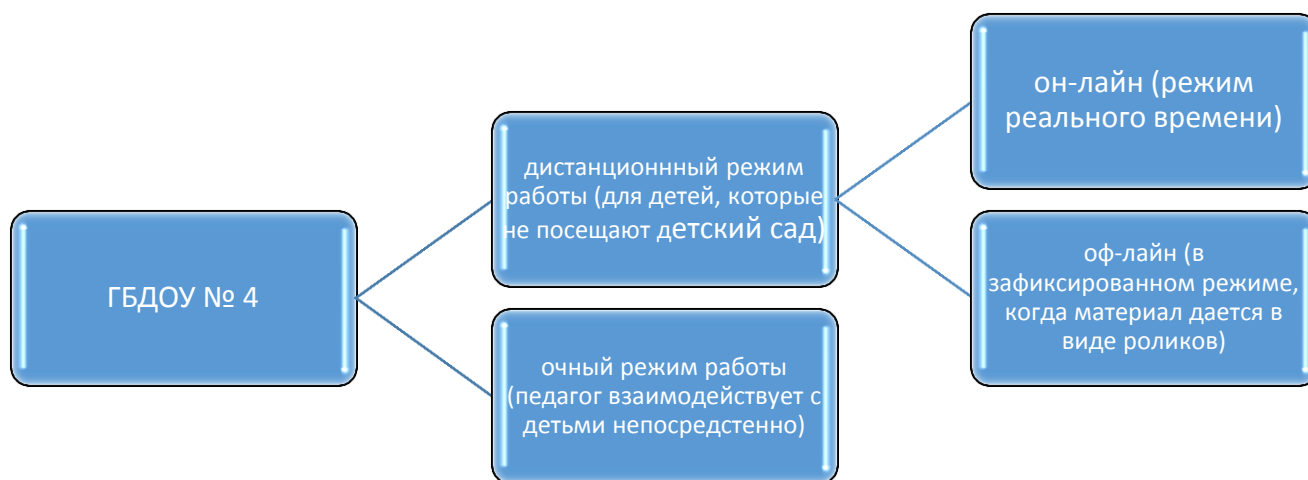 ГБДОУ № 4
дистанционнный режим
работы (для детей, которые
не посещают детский сад)
очный режим работы
(педагог взаимодействует с
детьми непосредстенно)
он-лайн (режим
реального времени)
оф-лайн (в
зафиксированном режиме,
когда материал дается в
виде роликов)